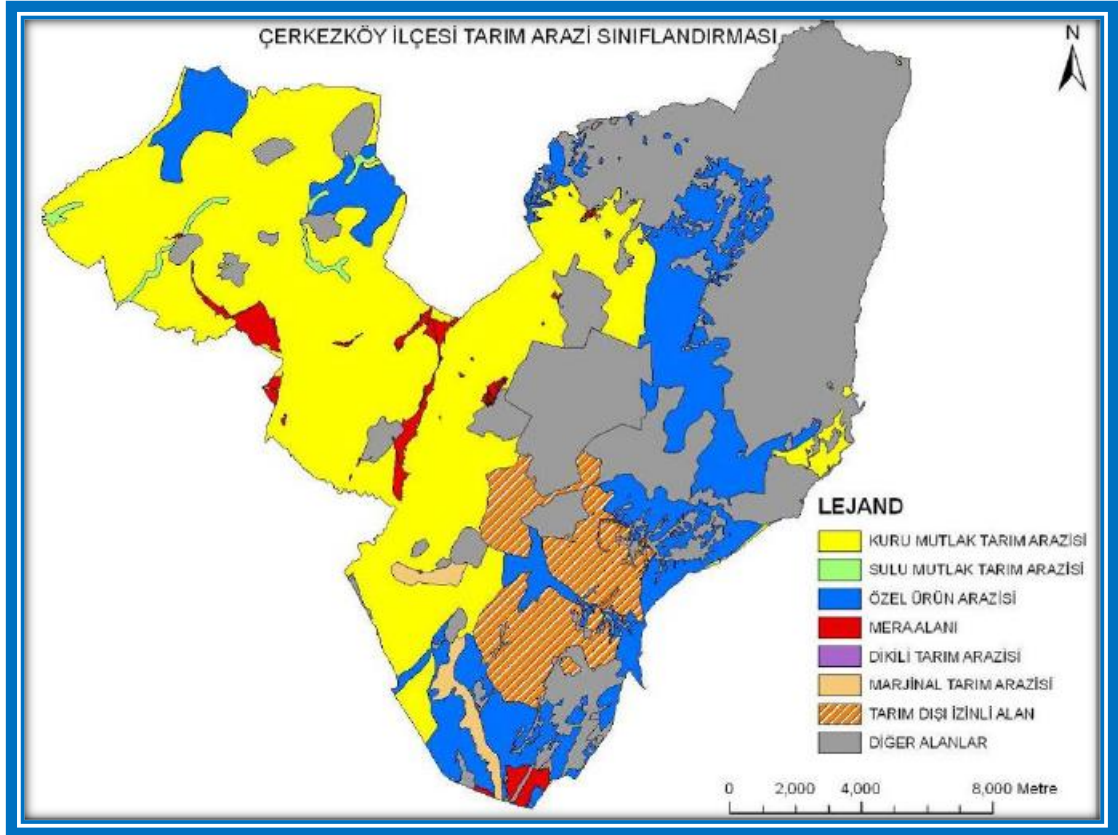 ÇERKEZKÖY İLÇESİ TARIM ARAZİ SINIFLANDIRMASI
N
LEJAND
KURU MUTLAK TARIM ARAZİSİ
SULU MUTLAK TARIM ARAZİSİ
ÖZEL ÜRÜN ARAZİSİ
MERA ALANI
DİKİLİ TARIM ARAZİSİ
MARJİNAL TARIM ARAZİSİ
TARIM DIŞI İZİNLİ ALAN
DİĞER ALANLAR
0 2,000 4,000 8,000 Metre